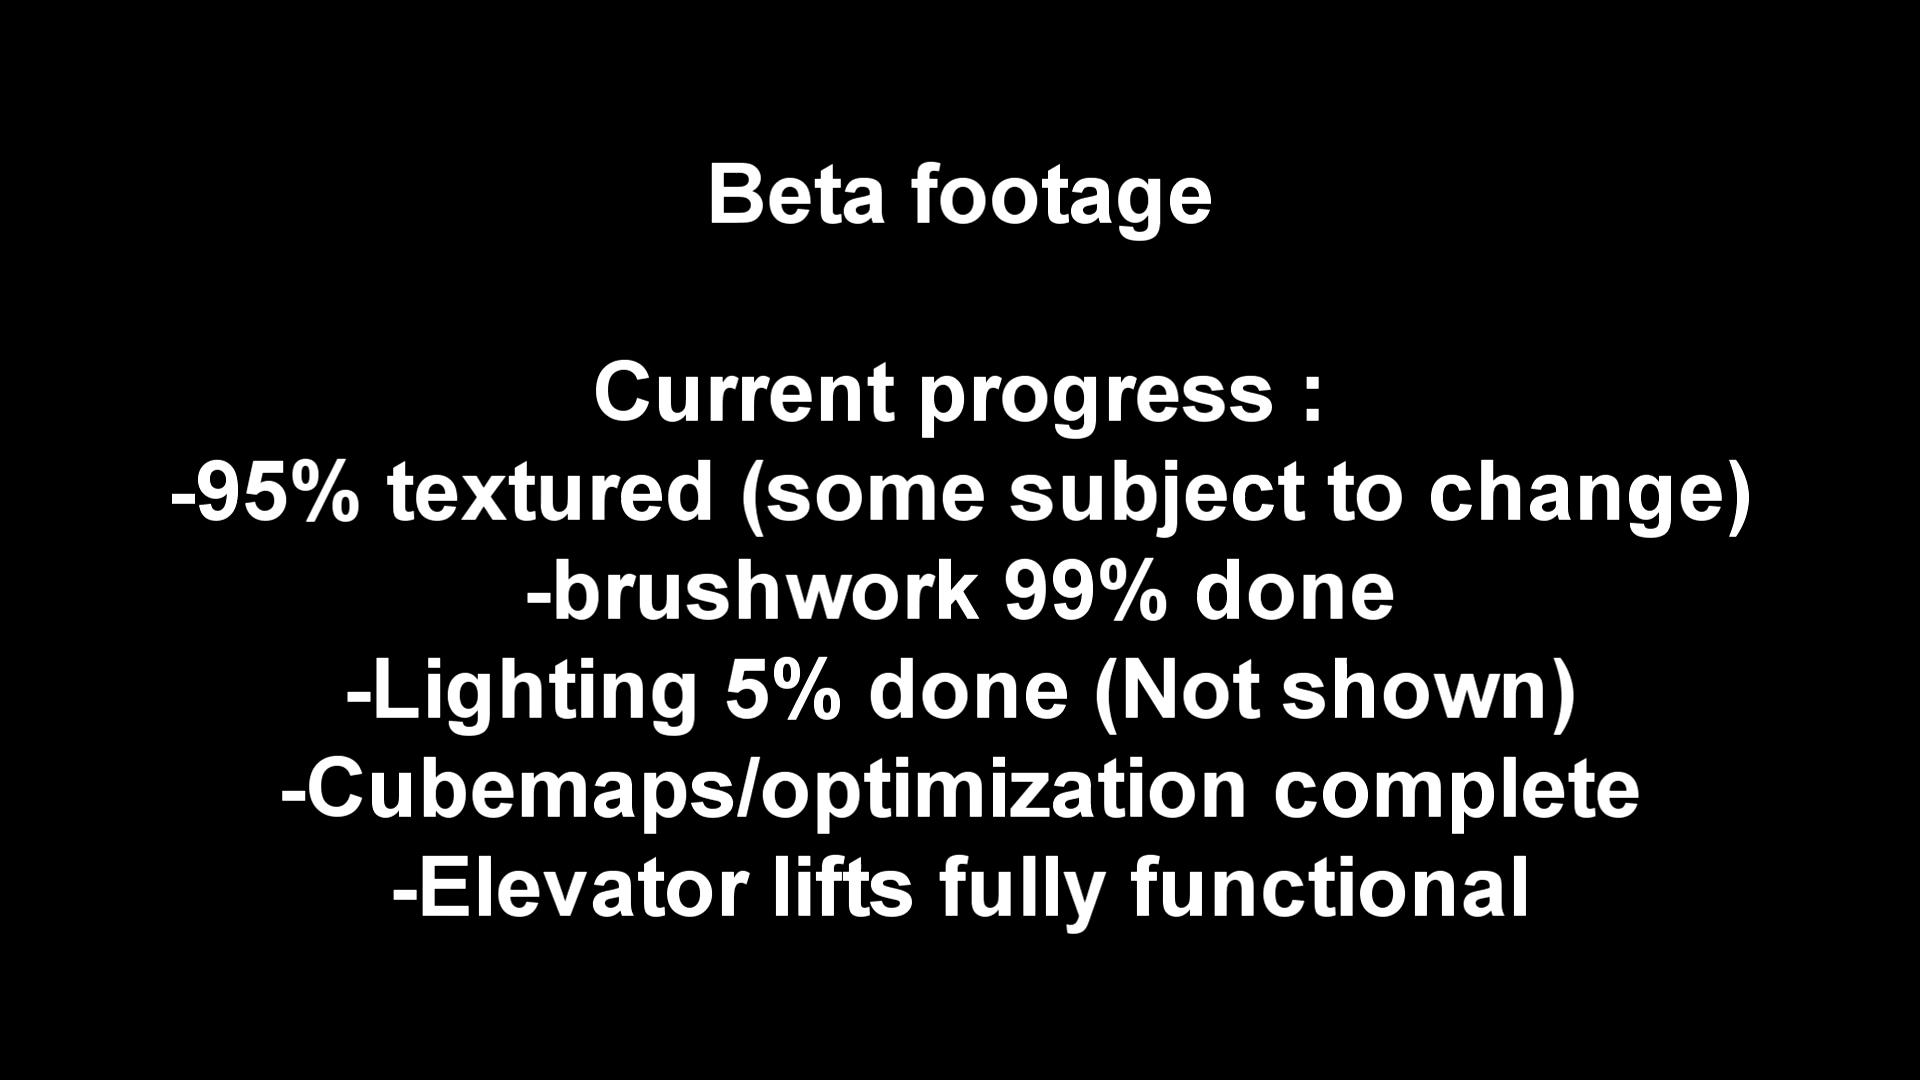 Beta footage
Current progress :
-95% textured (some subject to change)
-brushwork 99% done
-Lighting 5% done (Not shown)
-Cubemaps/optimization complete
-Elevator lifts fully functional